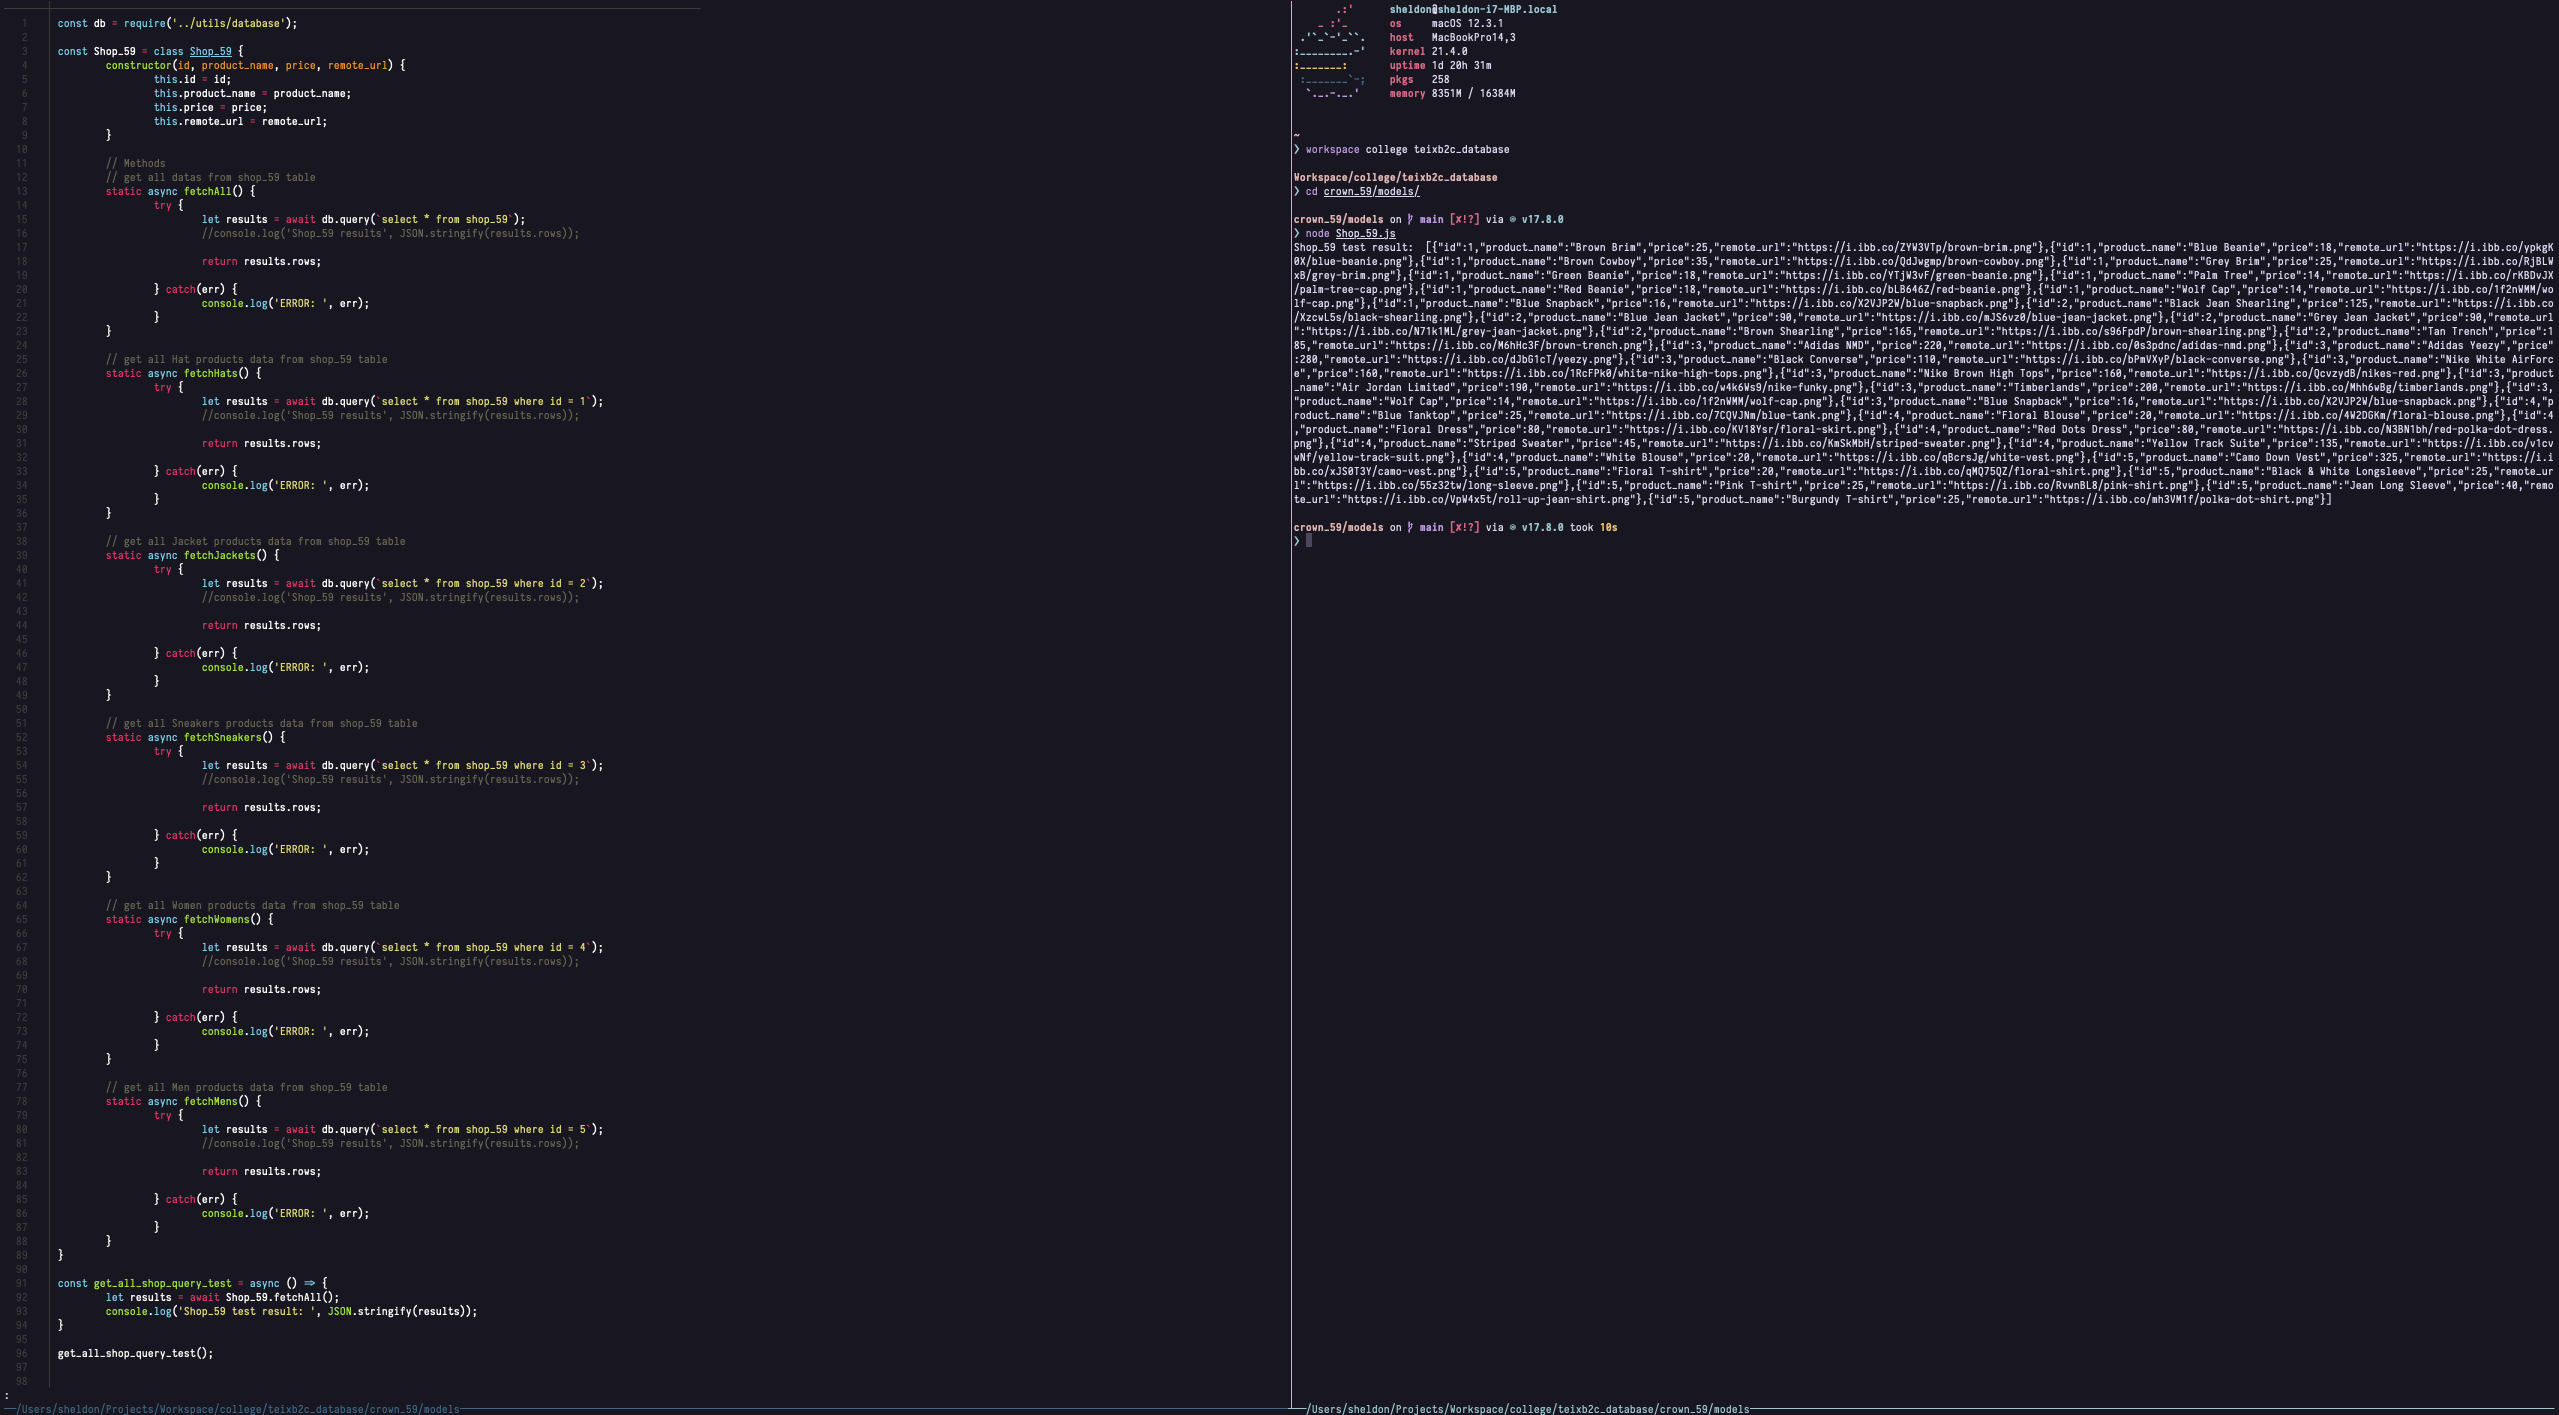 1 const db = require('../utils/database');
2
3 const Shop_59 = class Shop_59 {
4 constructor(id, product_name, price, remote_url) {
5 this.id = id;
6 this.product_name = product_name;
7 this.price = price;
8 this.remote_url = remote_url;
9 }
10
11 // Methods
12 // get all datas from shop_59 table
13 static async fetchAll() {
14 try {
15 let results = await db.query(`select * from shop_59`);
16 //console.log('Shop_59 results', JSON.stringify(results.rows));
17
18 return results.rows;
19
20 } catch(err) {
21 console.log('ERROR: ', err);
22 }
23 }
24
25 // get all Hat products data from shop_59 table
26 static async fetchHats() {
27 try {
28 let results = await db.query(`select * from shop_59 where id = 1`);
29 //console.log('Shop_59 results', JSON.stringify(results.rows));
30
31 return results.rows;
32
33 } catch(err) {
34 console.log('ERROR: ', err);
35 }
36 }
37
38 // get all Jacket products data from shop_59 table
39 static async fetchJackets() {
40 try {
41 let results = await db.query(`select * from shop_59 where id = 2`);
42 //console.log('Shop_59 results', JSON.stringify(results.rows));
43
44 return results.rows;
45
46 } catch(err) {
47 console.log('ERROR: ', err);
48 }
49 }
50
51 // get all Sneakers products data from shop_59 table
52 static async fetchSneakers() {
53 try {
54 let results = await db.query(`select * from shop_59 where id = 3`);
55 //console.log('Shop_59 results', JSON.stringify(results.rows));
56
57 return results.rows;
58
59 } catch(err) {
60 console.log('ERROR: ', err);
61 }
62 }
63
64 // get all Women products data from shop_59 table
65 static async fetchWomens() {
66 try {
67 let results = await db.query(`select * from shop_59 where id = 4`);
68 //console.log('Shop_59 results', JSON.stringify(results.rows));
69
70 return results.rows;
71
72 } catch(err) {
73 console.log('ERROR: ', err);
74 }
75 }
76
77 // get all Men products data from shop_59 table
78 static async fetchMens() {
79 try {
80 let results = await db.query(`select * from shop_59 where id = 5`);
81 //console.log('Shop_59 results', JSON.stringify(results.rows));
82
83 return results.rows;
84
85 } catch(err) {
86 console.log('ERROR: ', err);
87 }
88 }
89 }
90
91 const get_all_shop_query_test = async () => {
92 let results = await Shop_59.fetchAll();
93 console.log('Shop_59 test result: ', JSON.stringify(results));
94 }
95
96 get_all_shop_query_test();
97
98
:
/Users/sheldon/Projects/Workspace/college/teixb2c_database/crown_59/models
sheldon@sheldon-i7-MBP.local
os macOS 12.3.1
host MacBookPro14,3
kernel 21.4.0
uptime 1d 20h 31m
pkgs 258
memory 8351M / 16384M
~
❯ workspace college teixb2c_database
Workspace/college/teixb2c_database
❯ cd crown_59/models/
crown_59/models on main [✘!?] via v17.8.0
❯ node Shop_59.js
Shop_59 test result:  [{"id":1,"product_name":"Brown Brim","price":25,"remote_url":"https://i.ibb.co/ZYW3VTp/brown-brim.png"},{"id":1,"product_name":"Blue Beanie","price":18,"remote_url":"https://i.ibb.co/ypkgK
0X/blue-beanie.png"},{"id":1,"product_name":"Brown Cowboy","price":35,"remote_url":"https://i.ibb.co/QdJwgmp/brown-cowboy.png"},{"id":1,"product_name":"Grey Brim","price":25,"remote_url":"https://i.ibb.co/RjBLW
xB/grey-brim.png"},{"id":1,"product_name":"Green Beanie","price":18,"remote_url":"https://i.ibb.co/YTjW3vF/green-beanie.png"},{"id":1,"product_name":"Palm Tree","price":14,"remote_url":"https://i.ibb.co/rKBDvJX
/palm-tree-cap.png"},{"id":1,"product_name":"Red Beanie","price":18,"remote_url":"https://i.ibb.co/bLB646Z/red-beanie.png"},{"id":1,"product_name":"Wolf Cap","price":14,"remote_url":"https://i.ibb.co/1f2nWMM/wo
lf-cap.png"},{"id":1,"product_name":"Blue Snapback","price":16,"remote_url":"https://i.ibb.co/X2VJP2W/blue-snapback.png"},{"id":2,"product_name":"Black Jean Shearling","price":125,"remote_url":"https://i.ibb.co
/XzcwL5s/black-shearling.png"},{"id":2,"product_name":"Blue Jean Jacket","price":90,"remote_url":"https://i.ibb.co/mJS6vz0/blue-jean-jacket.png"},{"id":2,"product_name":"Grey Jean Jacket","price":90,"remote_url
":"https://i.ibb.co/N71k1ML/grey-jean-jacket.png"},{"id":2,"product_name":"Brown Shearling","price":165,"remote_url":"https://i.ibb.co/s96FpdP/brown-shearling.png"},{"id":2,"product_name":"Tan Trench","price":1
85,"remote_url":"https://i.ibb.co/M6hHc3F/brown-trench.png"},{"id":3,"product_name":"Adidas NMD","price":220,"remote_url":"https://i.ibb.co/0s3pdnc/adidas-nmd.png"},{"id":3,"product_name":"Adidas Yeezy","price"
:280,"remote_url":"https://i.ibb.co/dJbG1cT/yeezy.png"},{"id":3,"product_name":"Black Converse","price":110,"remote_url":"https://i.ibb.co/bPmVXyP/black-converse.png"},{"id":3,"product_name":"Nike White AirForc
e","price":160,"remote_url":"https://i.ibb.co/1RcFPk0/white-nike-high-tops.png"},{"id":3,"product_name":"Nike Brown High Tops","price":160,"remote_url":"https://i.ibb.co/QcvzydB/nikes-red.png"},{"id":3,"product
_name":"Air Jordan Limited","price":190,"remote_url":"https://i.ibb.co/w4k6Ws9/nike-funky.png"},{"id":3,"product_name":"Timberlands","price":200,"remote_url":"https://i.ibb.co/Mhh6wBg/timberlands.png"},{"id":3,
"product_name":"Wolf Cap","price":14,"remote_url":"https://i.ibb.co/1f2nWMM/wolf-cap.png"},{"id":3,"product_name":"Blue Snapback","price":16,"remote_url":"https://i.ibb.co/X2VJP2W/blue-snapback.png"},{"id":4,"p
roduct_name":"Blue Tanktop","price":25,"remote_url":"https://i.ibb.co/7CQVJNm/blue-tank.png"},{"id":4,"product_name":"Floral Blouse","price":20,"remote_url":"https://i.ibb.co/4W2DGKm/floral-blouse.png"},{"id":4
,"product_name":"Floral Dress","price":80,"remote_url":"https://i.ibb.co/KV18Ysr/floral-skirt.png"},{"id":4,"product_name":"Red Dots Dress","price":80,"remote_url":"https://i.ibb.co/N3BN1bh/red-polka-dot-dress.
png"},{"id":4,"product_name":"Striped Sweater","price":45,"remote_url":"https://i.ibb.co/KmSkMbH/striped-sweater.png"},{"id":4,"product_name":"Yellow Track Suite","price":135,"remote_url":"https://i.ibb.co/v1cv
wNf/yellow-track-suit.png"},{"id":4,"product_name":"White Blouse","price":20,"remote_url":"https://i.ibb.co/qBcrsJg/white-vest.png"},{"id":5,"product_name":"Camo Down Vest","price":325,"remote_url":"https://i.i
bb.co/xJS0T3Y/camo-vest.png"},{"id":5,"product_name":"Floral T-shirt","price":20,"remote_url":"https://i.ibb.co/qMQ75QZ/floral-shirt.png"},{"id":5,"product_name":"Black & White Longsleeve","price":25,"remote_ur
l":"https://i.ibb.co/55z32tw/long-sleeve.png"},{"id":5,"product_name":"Pink T-shirt","price":25,"remote_url":"https://i.ibb.co/RvwnBL8/pink-shirt.png"},{"id":5,"product_name":"Jean Long Sleeve","price":40,"remo
te_url":"https://i.ibb.co/VpW4x5t/roll-up-jean-shirt.png"},{"id":5,"product_name":"Burgundy T-shirt","price":25,"remote_url":"https://i.ibb.co/mh3VM1f/polka-dot-shirt.png"}]
crown_59/models on main [✘!?] via v17.8.0 took 10s
❯
/Users/sheldon/Projects/Workspace/college/teixb2c_database/crown_59/models